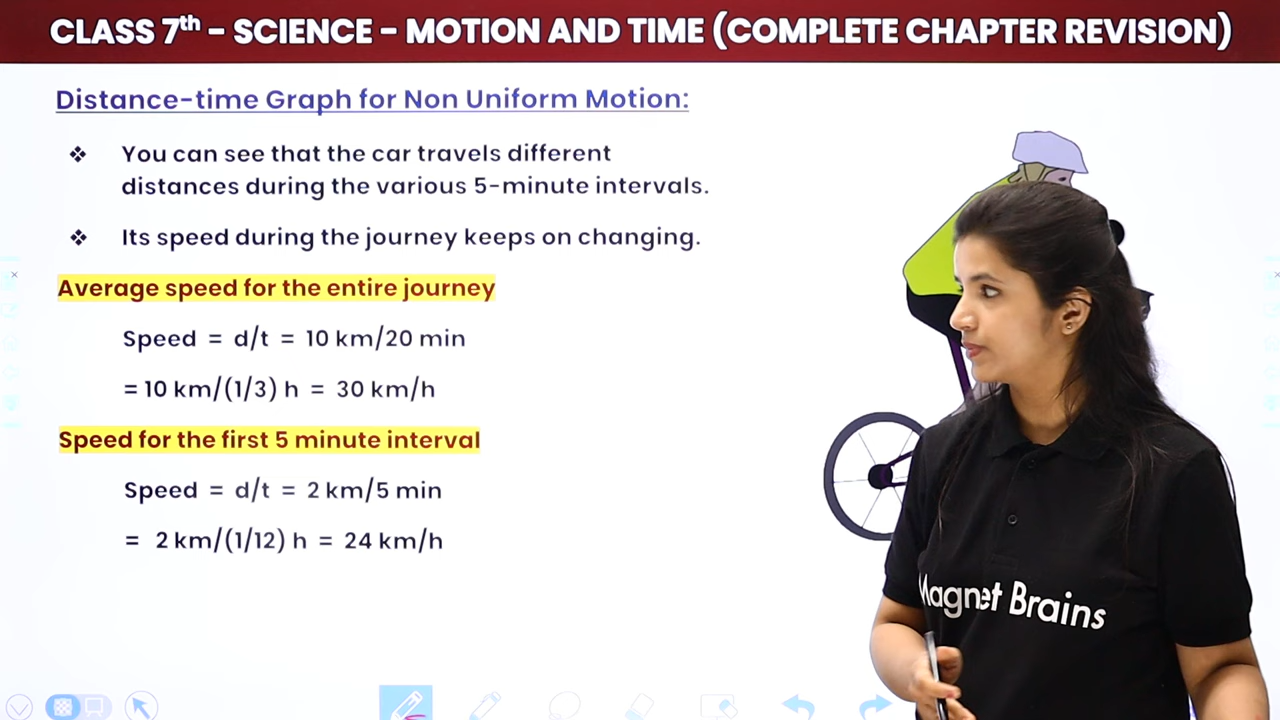 CLASS 7th – SCIENCE – MOTION AND TIME (COMPLETE CHAPTER REVISION)
Distance-time Graph for Non Uniform Motion:
❖ You can see that the car travels different
distances during the various 5-minute intervals.
❖ Its speed during the journey keeps on changing.
Average speed for the entire journey
Speed = d/t = 10 km/20 min
= 10 km/(1/3) h = 30 km/h
Speed for the first 5 minute interval
Speed = d/t = 2 km/5 min
= 2 km/(1/12) h = 24 km/h
Magnet Brains